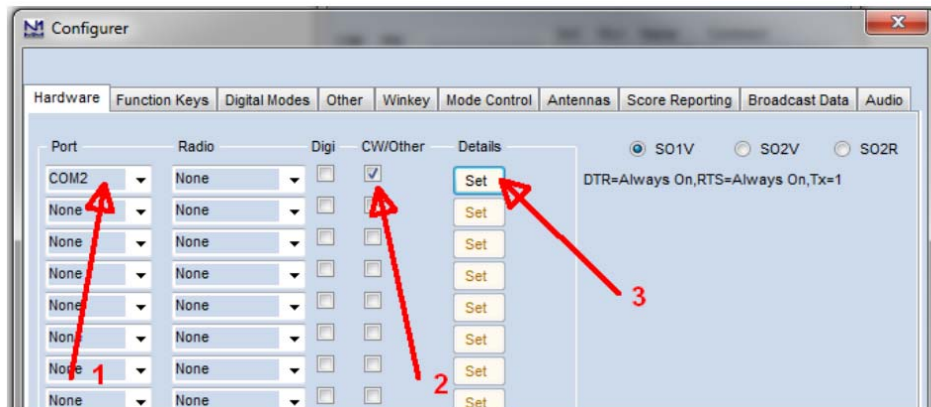 N1 Configurer X
Hardware Function Keys Digital Modes Other Winkey Mode Control Antennas Score Reporting Broadcast Data Audio
Port Radio Digi CW/Other Details SO1V SO2V SO2R
COM2 None Set DTR=Always On,RTS=Always On,Tx=1
None None Set
None None Set
None None Set
None None Set 3
None None Set
None 1 None Set
2
None None Set